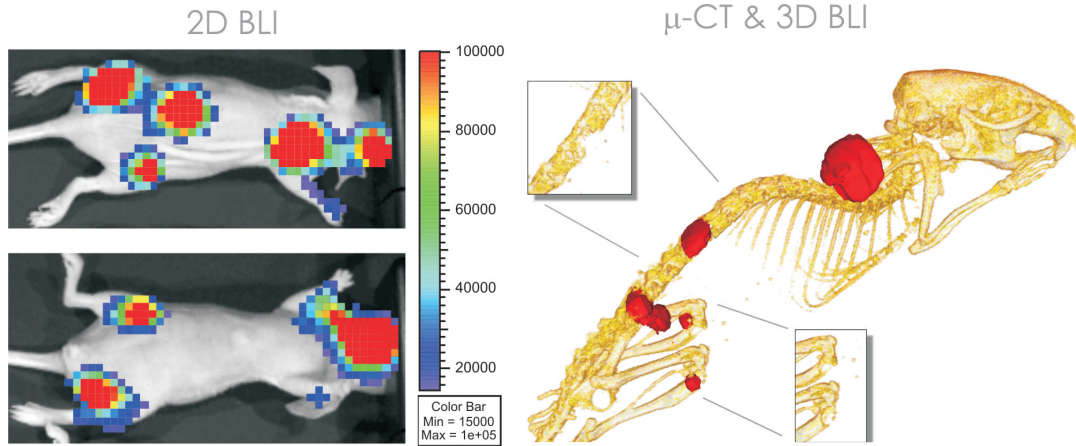 2D BLI
μ-CT & 3D BLI
100000
80000
60000
40000
20000
Color Bar
Min = 15000
Max = 1e+05